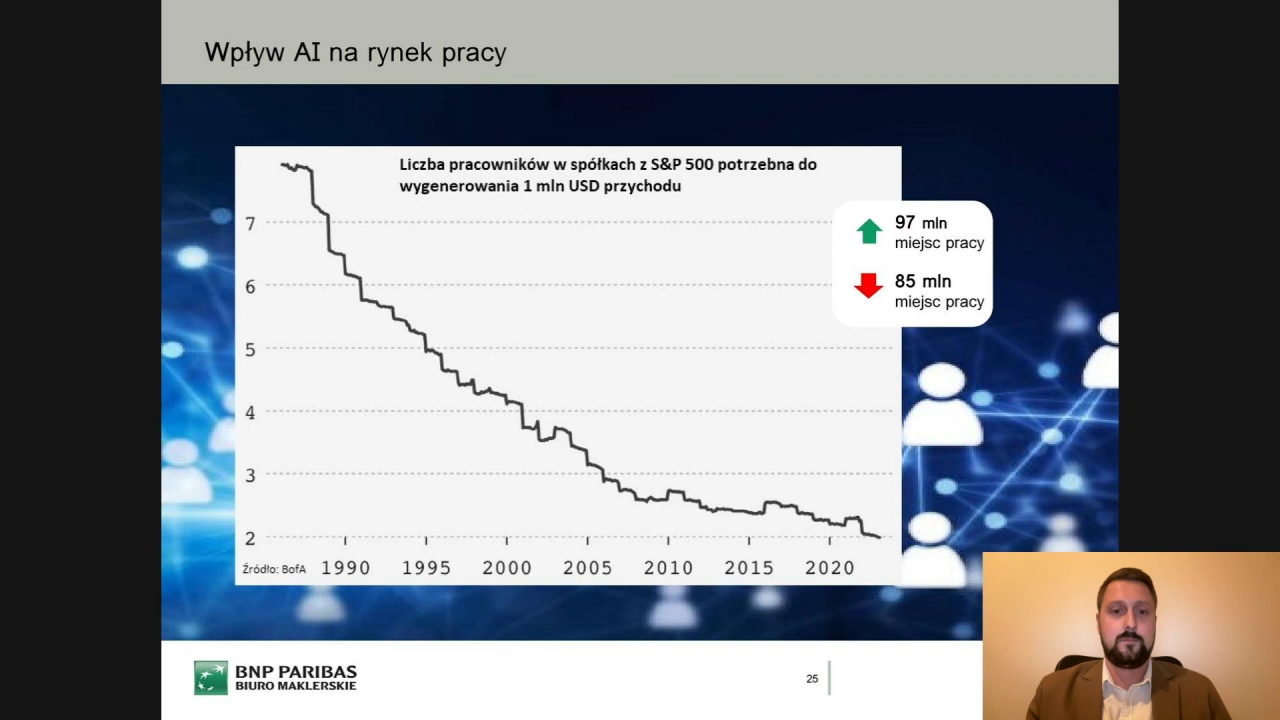 Wpływ AI na rynek pracy
Liczba pracowników w spółkach z S&P 500 potrzebna do
wygenerowania 1 mln USD przychodu
97 mln
miejsc pracy
85 mln
miejsc pracy
7
6
5
4
3
2
Źródło: BofA
1990 1995 2000 2005 2010 2015 2020
BNP PARIBAS
BIURO MAKLERSKIE
25